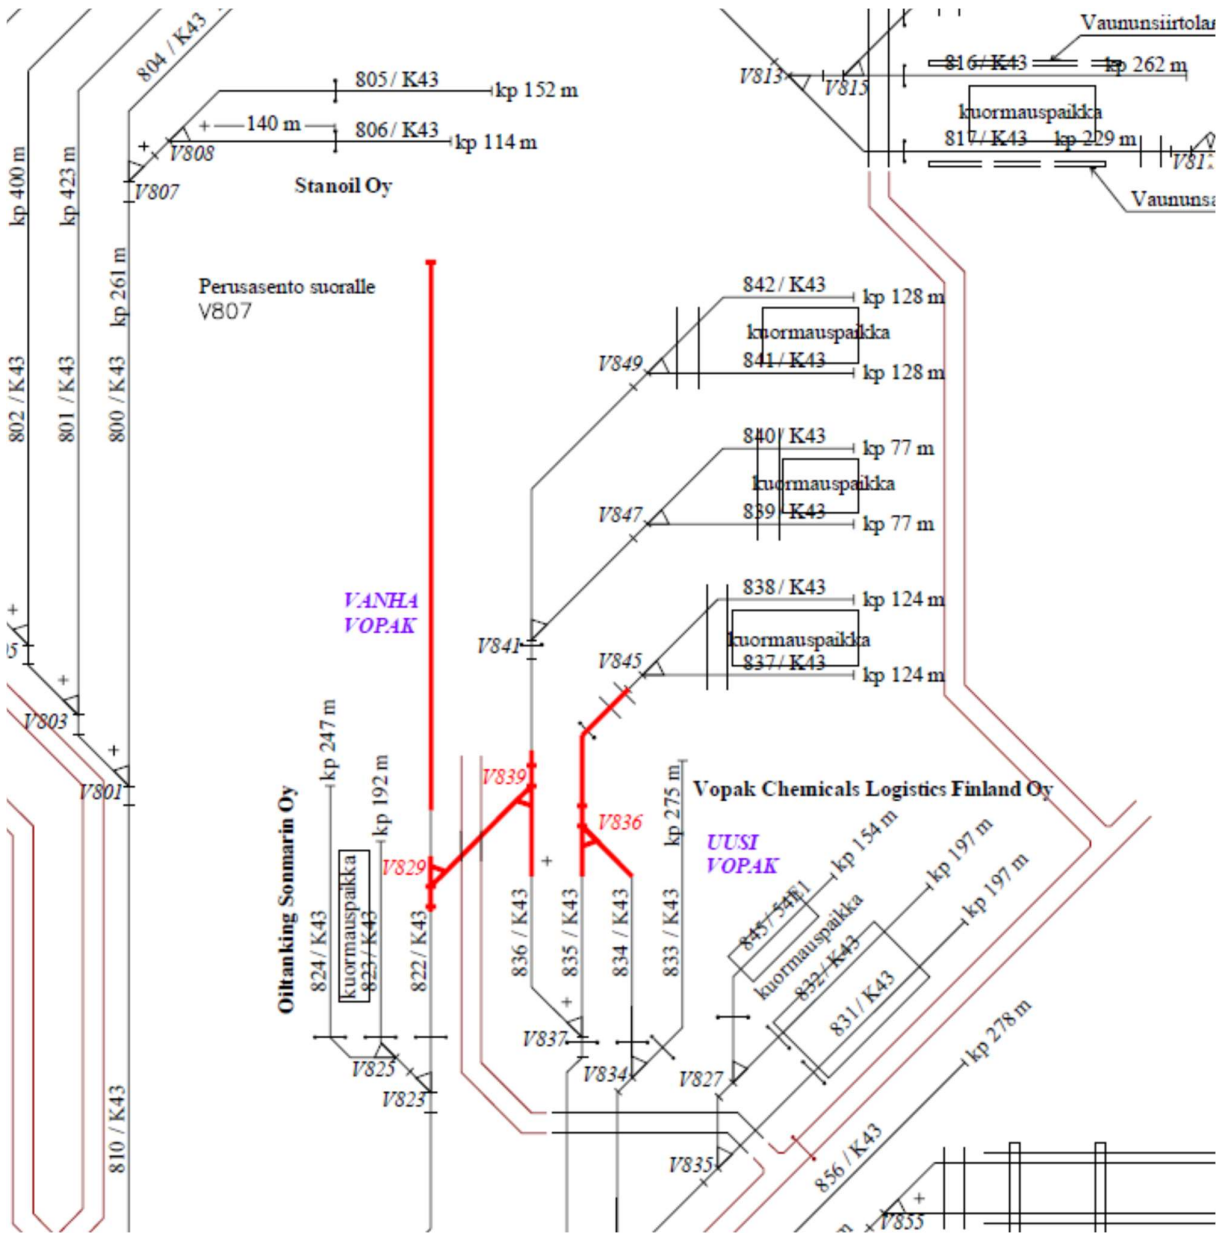 804 / K43
Vaununsiirtola
805 / K43
kp 152 m
V813
V815
816 / K43
kp 262 m
kuormauspaikka
140 m
806 / K43
kp 114 m
V808
817 / K43
kp 229 m
V807
Stanoil Oy
kp 400 m
kp 423 m
kp 261 m
Perusasento suoralle
V807
842 / K43
kp 128 m
kuormauspaikka
V849
841 / K43
kp 128 m
802 / K43
801 / K43
800 / K43
840 / K43
kp 77 m
kuormauspaikka
V847
839 / K43
kp 77 m
838 / K43
kp 124 m
VANHA
VOPAK
kuormauspaikka
V841
V845
837 / K43
kp 124 m
V803
kp 247 m
V801
V839
kp 275 m
Vopak Chemicals Logistics Finland Oy
kp 192 m
V836
UUSI
VOPAK
kp 154 m
kp 197 m
kp 197 m
V829
Oiltanking Sonmarin Oy
824 / K43
kuormauspaikka
823 / K43
822 / K43
836 / K43
835 / K43
834 / K43
833 / K43
845 / 54E1
kuormauspaikka
832 / K43
831 / K43
kp 278 m
V837
V825
V834
V827
V823
810 / K43
V835
856 / K43
V855